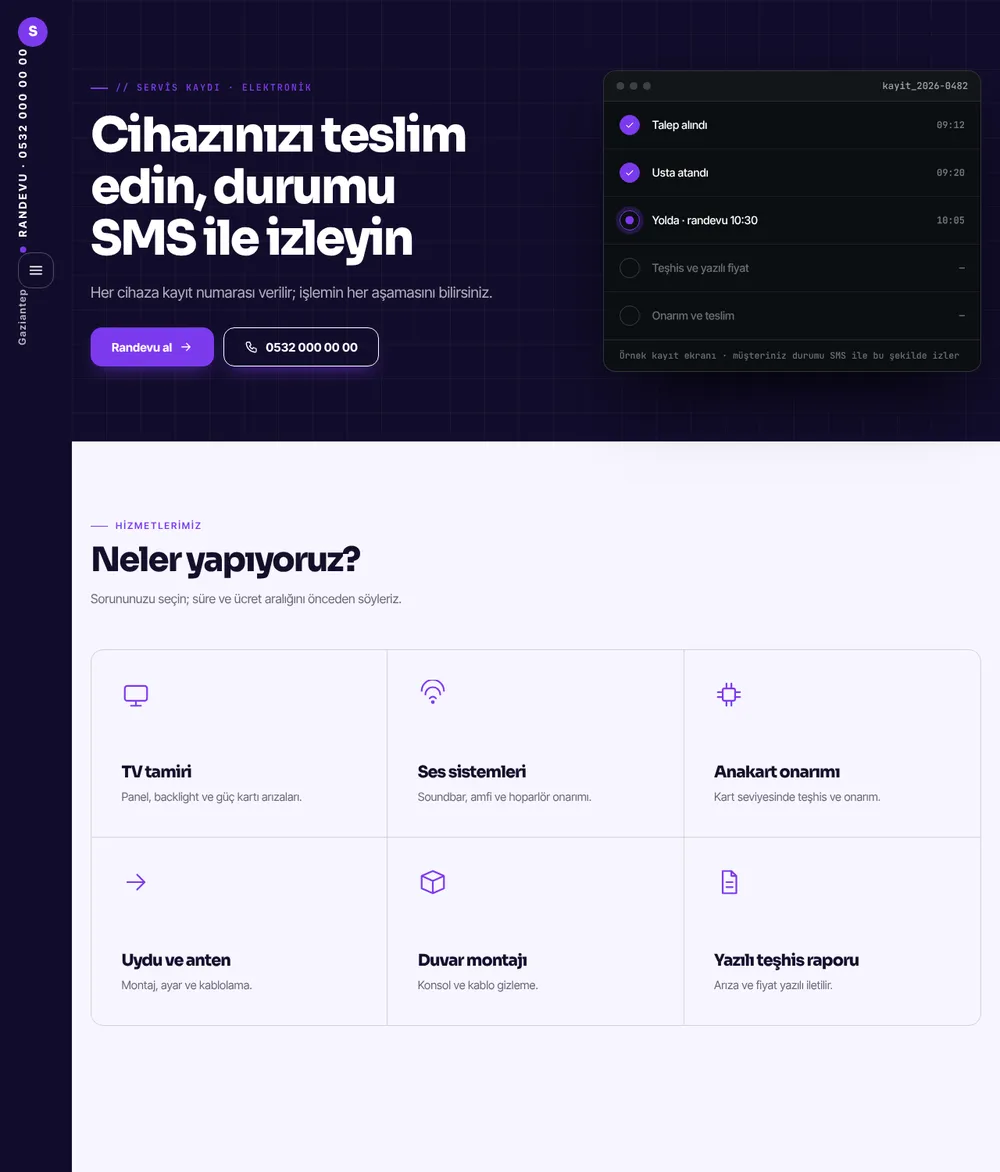 S
RANDEVU · 0532 000 00 00
Gaziantep
// SERVİS KAYDI · ELEKTRONİK
Cihazınızı teslim
edin, durumu
SMS ile izleyin
Her cihaza kayıt numarası verilir; işlemin her aşamasını bilirsiniz.
Randevu al →
0532 000 00 00
kayit_2026-0482
Talep alındı 09:12
Usta atandı 09:20
Yolda · randevu 10:30 10:05
Teşhis ve yazılı fiyat –
Onarım ve teslim –
Örnek kayıt ekranı · müşteriniz durumu SMS ile bu şekilde izler
HİZMETLERİMİZ
Neler yapıyoruz?
Sorununuzu seçin; süre ve ücret aralığını önceden söyleriz.
TV tamiri
Panel, backlight ve güç kartı arızaları.
Ses sistemleri
Soundbar, amfi ve hoparlör onarımı.
Anakart onarımı
Kart seviyesinde teşhis ve onarım.
Uydu ve anten
Montaj, ayar ve kablolama.
Duvar montajı
Konsol ve kablo gizleme.
Yazılı teşhis raporu
Arıza ve fiyat yazılı iletilir.